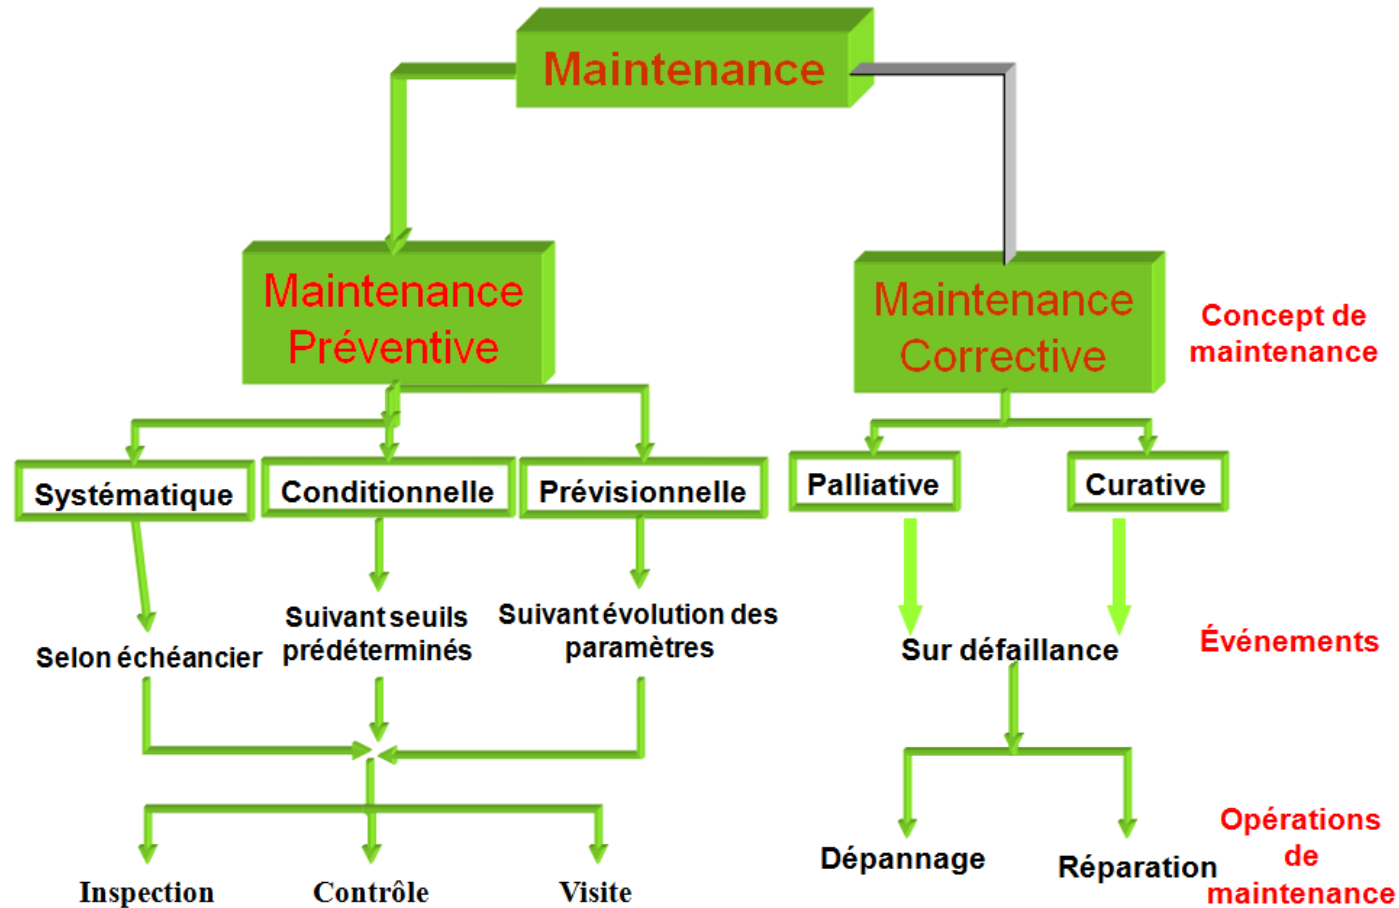 Maintenance
Maintenance
Préventive
Maintenance
Corrective
Concept de
maintenance
Systématique
Conditionnelle
Prévisionnelle
Palliative
Curative
Selon échéancier
Suivant seuils
prédéterminés
Suivant évolution des
paramètres
Sur défaillance
Événements
Inspection
Contrôle
Visite
Dépannage
Réparation
Opérations
de
maintenance